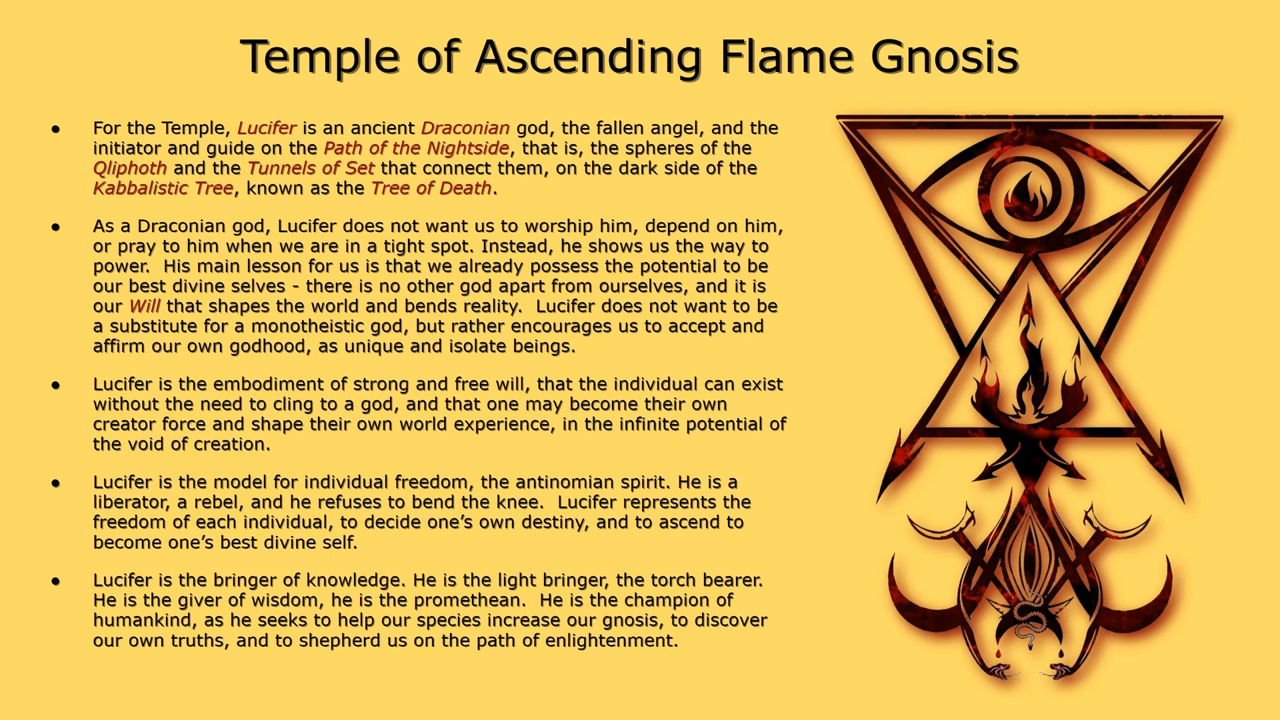 Temple of Ascending Flame Gnosis
● For the Temple, Lucifer is an ancient Draconian god, the fallen angel, and the
initiator and guide on the Path of the Nightside, that is, the spheres of the
Qliphoth and the Tunnels of Set that connect them, on the dark side of the
Kabbalistic Tree, known as the Tree of Death.
● As a Draconian god, Lucifer does not want us to worship him, depend on him,
or pray to him when we are in a tight spot. Instead, he shows us the way to
power.  His main lesson for us is that we already possess the potential to be
our best divine selves - there is no other god apart from ourselves, and it is
our Will that shapes the world and bends reality.  Lucifer does not want to be
a substitute for a monotheistic god, but rather encourages us to accept and
affirm our own godhood, as unique and isolate beings.
● Lucifer is the embodiment of strong and free will, that the individual can exist
without the need to cling to a god, and that one may become their own
creator force and shape their own world experience, in the infinite potential of
the void of creation.
● Lucifer is the model for individual freedom, the antinomian spirit. He is a
liberator, a rebel, and he refuses to bend the knee.  Lucifer represents the
freedom of each individual, to decide one’s own destiny, and to ascend to
become one’s best divine self.
● Lucifer is the bringer of knowledge. He is the light bringer, the torch bearer.
He is the giver of wisdom, he is the promethean.  He is the champion of
humankind, as he seeks to help our species increase our gnosis, to discover
our own truths, and to shepherd us on the path of enlightenment.